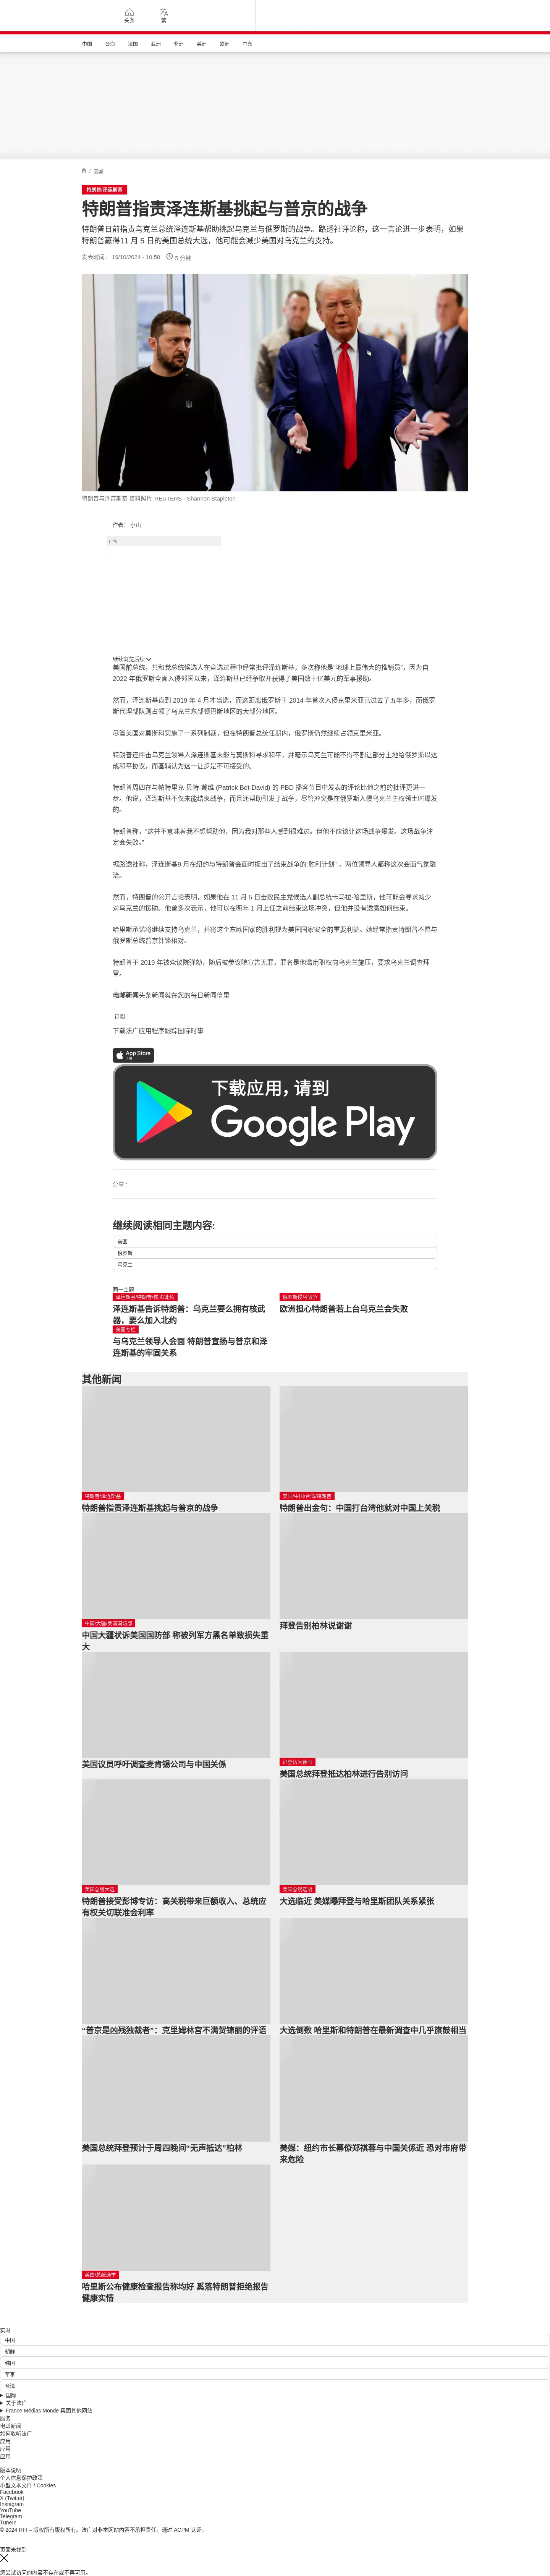 头条
繁
中国
台海
法国
亚洲
非洲
美洲
欧洲
中东
/ 美国
特朗普/泽连斯基
特朗普指责泽连斯基挑起与普京的战争
特朗普日前指责乌克兰总统泽连斯基帮助挑起乌克兰与俄罗斯的战争。路透社评论称，这一言论进一步表明，如果
特朗普赢得11 月 5 日的美国总统大选，他可能会减少美国对乌克兰的支持。
发表时间： 19/10/2024 - 10:58
5 分钟
特朗普与泽连斯基 资料照片 REUTERS - Shannon Stapleton
作者： 小山
广告
继续浏览后续
美国前总统，共和党总统候选人在竞选过程中经常批评泽连斯基，多次称他是“地球上最伟大的推销员”，因为自
2022 年俄罗斯全面入侵邻国以来，泽连斯基已经争取并获得了美国数十亿美元的军事援助。
然而，泽连斯基直到 2019 年 4 月才当选，而这距离俄罗斯于 2014 年首次入侵克里米亚已过去了五年多，而俄罗
斯代理部队则占领了乌克兰东部顿巴斯地区的大部分地区。
尽管美国对莫斯科实施了一系列制裁，但在特朗普总统任期内，俄罗斯仍然继续占领克里米亚。
特朗普还抨击乌克兰领导人泽连斯基未能与莫斯科寻求和平，并暗示乌克兰可能不得不割让部分土地给俄罗斯以达
成和平协议，而基辅认为这一让步是不可接受的。
特朗普周四在与帕特里克·贝特-戴维 (Patrick Bet-David) 的 PBD 播客节目中发表的评论比他之前的批评更进一
步。他说，泽连斯基不仅未能结束战争，而且还帮助引发了战争，尽管冲突是在俄罗斯入侵乌克兰主权领土时爆发
的。
特朗普称，“这并不意味着我不想帮助他，因为我对那些人感到很难过。但他不应该让这场战争爆发。这场战争注
定会失败。”
据路透社称，泽连斯基9 月在纽约与特朗普会面时提出了结束战争的“胜利计划” ，两位领导人都称这次会面气氛融
洽。
然而，特朗普的公开言论表明，如果他在 11 月 5 日击败民主党候选人副总统卡马拉·哈里斯，他可能会寻求减少
对乌克兰的援助。他曾多次表示，他可以在明年 1 月上任之前结束这场冲突，但他并没有透露如何结束。
哈里斯承诺将继续支持乌克兰，并将这个东欧国家的胜利视为美国国家安全的重要利益。她经常指责特朗普不愿与
俄罗斯总统普京针锋相对。
特朗普于 2019 年被众议院弹劾，随后被参议院宣告无罪，罪名是他滥用职权向乌克兰施压，要求乌克兰调查拜
登。
电邮新闻头条新闻就在您的每日新闻信里
订阅
下载法广应用程序跟踪国际时事
App Store
下载
下载应用，请到
Google Play
分享 :
继续阅读相同主题内容:
美国
俄罗斯
乌克兰
同一主题
泽连斯基/特朗普/核武/北约
泽连斯基告诉特朗普：乌克兰要么拥有核武
器，要么加入北约
俄罗斯侵乌战争
欧洲担心特朗普若上台乌克兰会失败
美国专栏
与乌克兰领导人会面 特朗普宣扬与普京和泽
连斯基的牢固关系
其他新闻
特朗普/泽连斯基
特朗普指责泽连斯基挑起与普京的战争
美国/中国/台湾/特朗普
特朗普出金句：中国打台湾他就对中国上关税
中国/大疆/美国国防部
中国大疆状诉美国国防部 称被列军方黑名单致损失重
大
拜登告别柏林说谢谢
美国议员呼吁调查麦肯锡公司与中国关係
拜登访问德国
美国总统拜登抵达柏林进行告别访问
美国总统大选
特朗普接受彭博专访：高关税带来巨额收入、总统应
有权关切联准会利率
美国总统选战
大选临近 美媒曝拜登与哈里斯团队关系紧张
“普京是凶残独裁者”：克里姆林宫不满贺锦丽的评语
大选倒数 哈里斯和特朗普在最新调查中几乎旗鼓相当
美国总统拜登预计于周四晚间“无声抵达”柏林
美媒：纽约市长幕僚郑祺蓉与中国关係近 恐对市府带
来危险
美国/总统选举
哈里斯公布健康检查报告称均好 奚落特朗普拒绝报告
健康实情
实时
中国
朝鲜
韩国
军事
台湾
国际
关于法广
France Médias Monde 集团其他网站
服务
电邮新闻
如何收听法广
应用
应用
应用
版本说明
个人信息保护政策
小型文本文件 / Cookies
Facebook
X (Twitter)
Instagram
YouTube
Telegram
TuneIn
© 2024 RFI – 版权所有版权所有。法广对非本网站内容不承担责任。通过 ACPM 认证。
页面未找到
您尝试访问的内容不存在或不再可用。